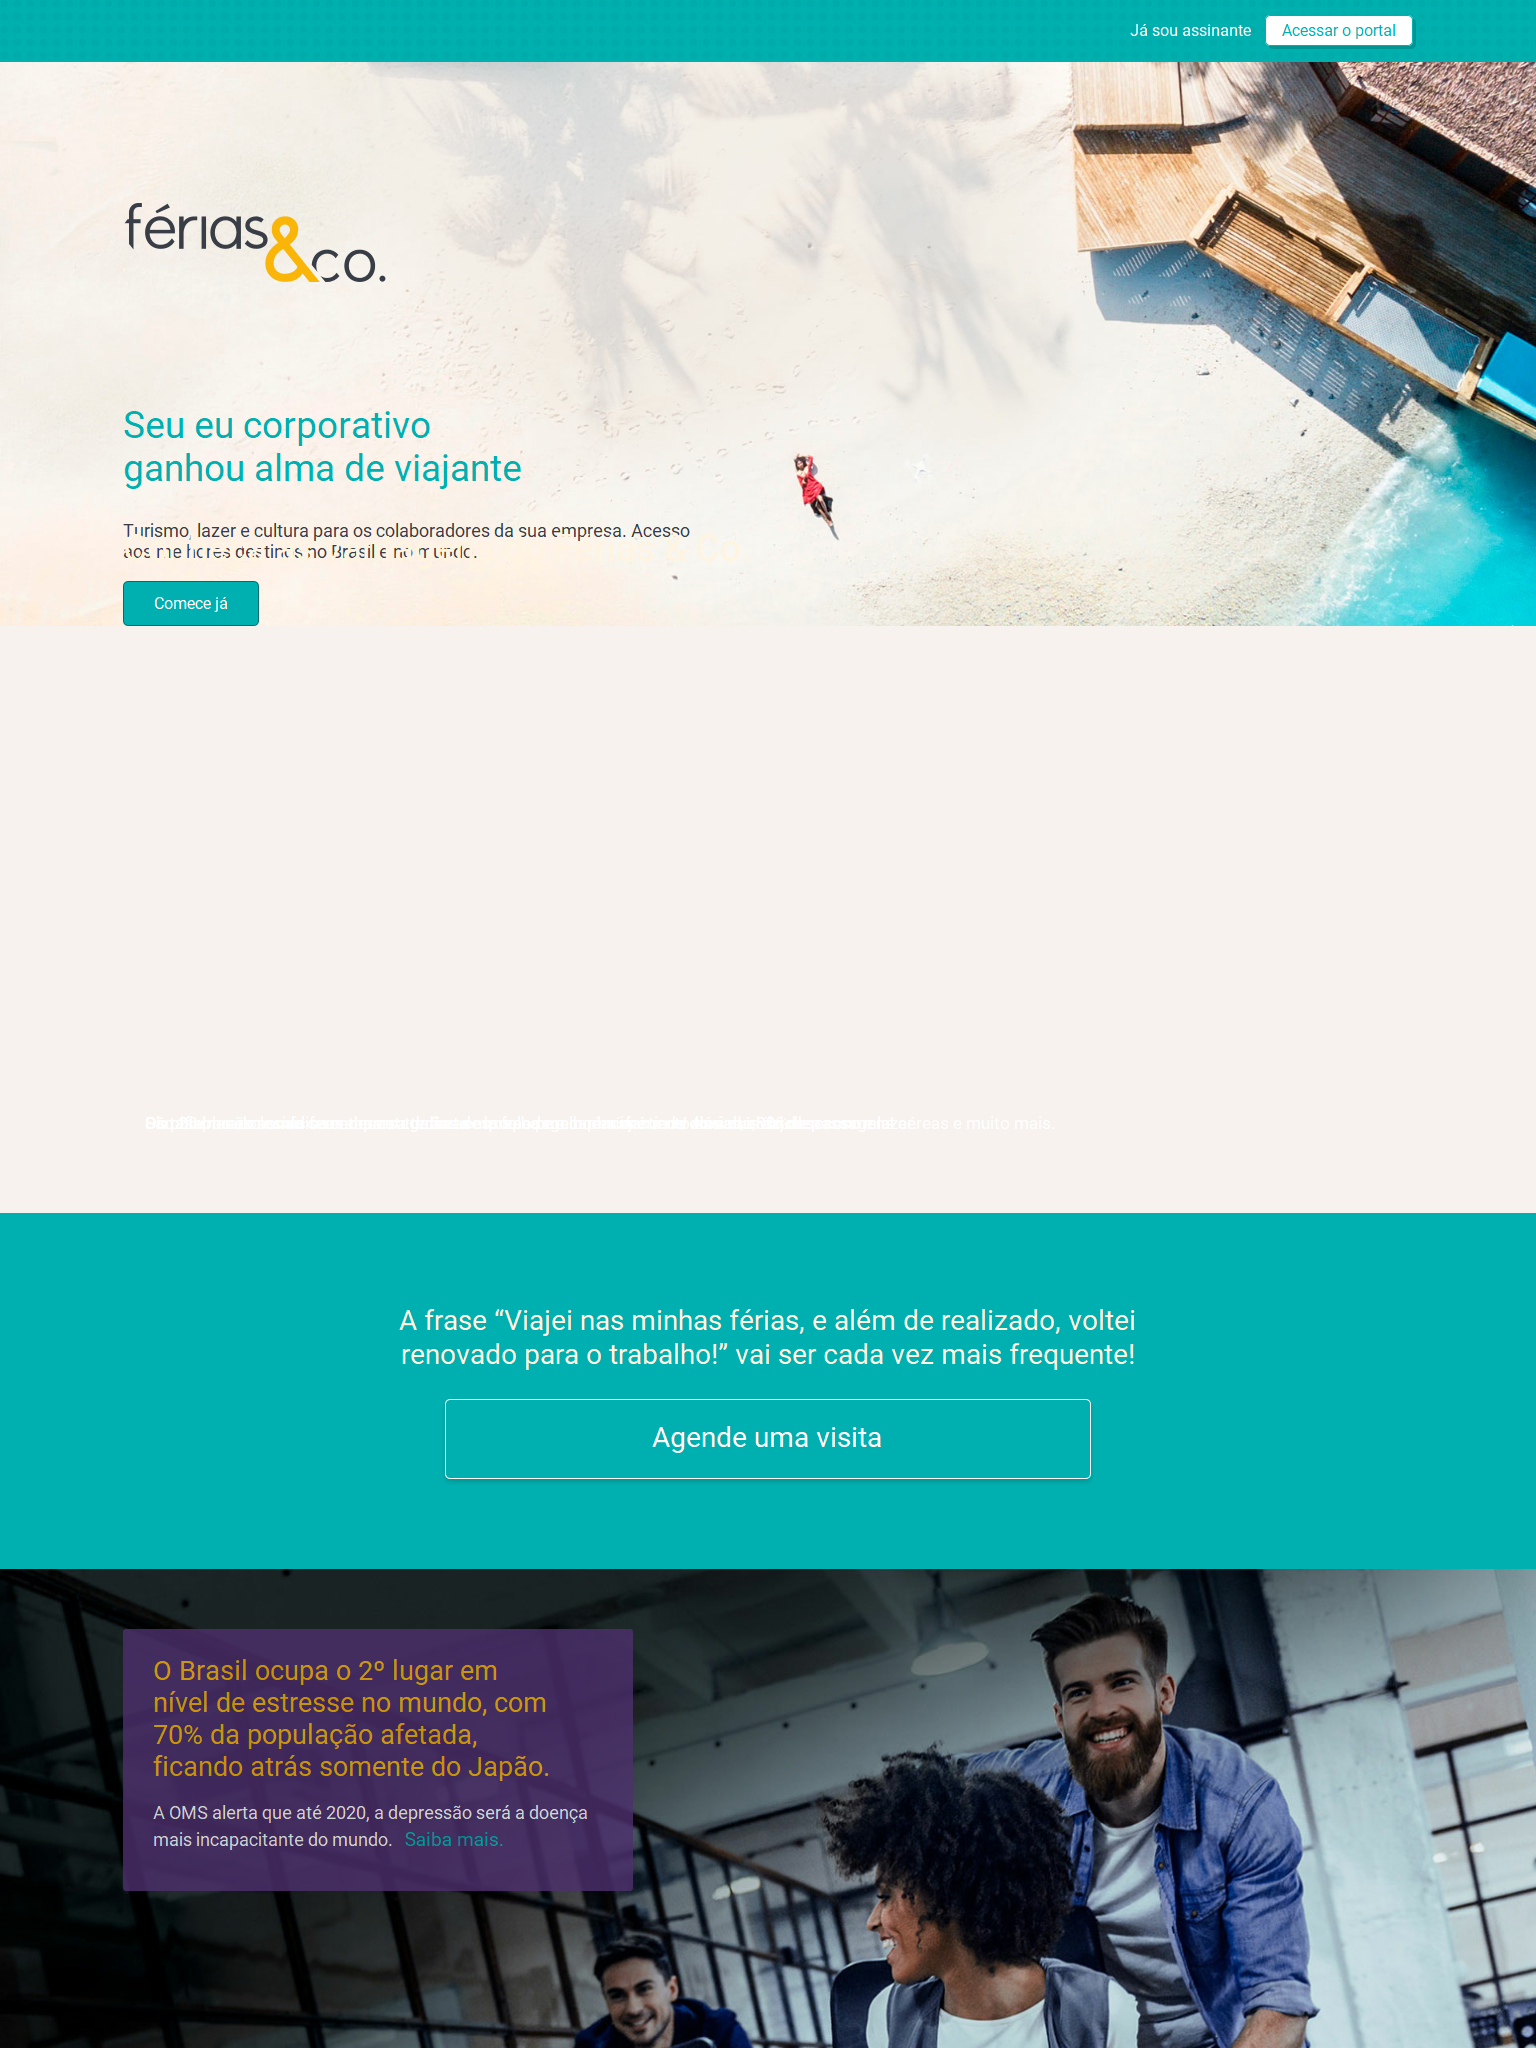 Já sou assinante
Acessar o portal
férias&co.
Seu eu corporativo
ganhou alma de viajante
Turismo, lazer e cultura para os colaboradores da sua empresa. Acesso
aos melhores destinos no Brasil e no mundo.
Comece já
aéreas e muito mais.
A frase “Viajei nas minhas férias, e além de realizado, voltei
renovado para o trabalho!” vai ser cada vez mais frequente!
Agende uma visita
O Brasil ocupa o 2º lugar em
nível de estresse no mundo, com
70% da população afetada,
ficando atrás somente do Japão.
A OMS alerta que até 2020, a depressão será a doença
mais incapacitante do mundo. Saiba mais.